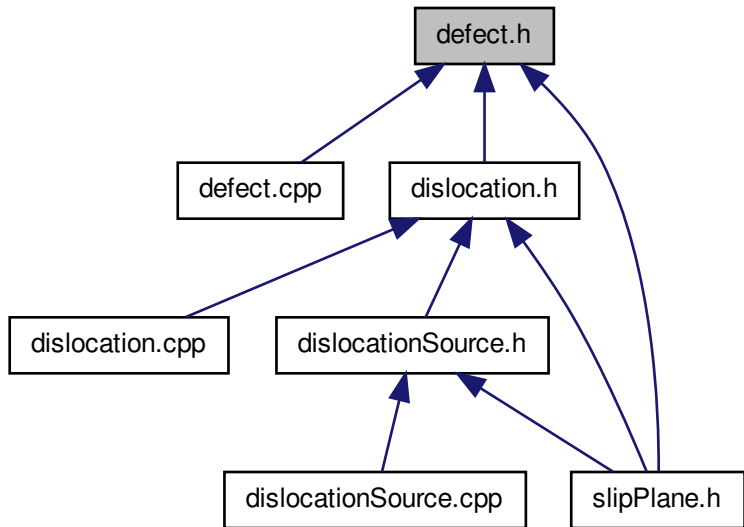 defect.h
defect.cpp
dislocation.h
dislocation.cpp
dislocationSource.h
dislocationSource.cpp
slipPlane.h